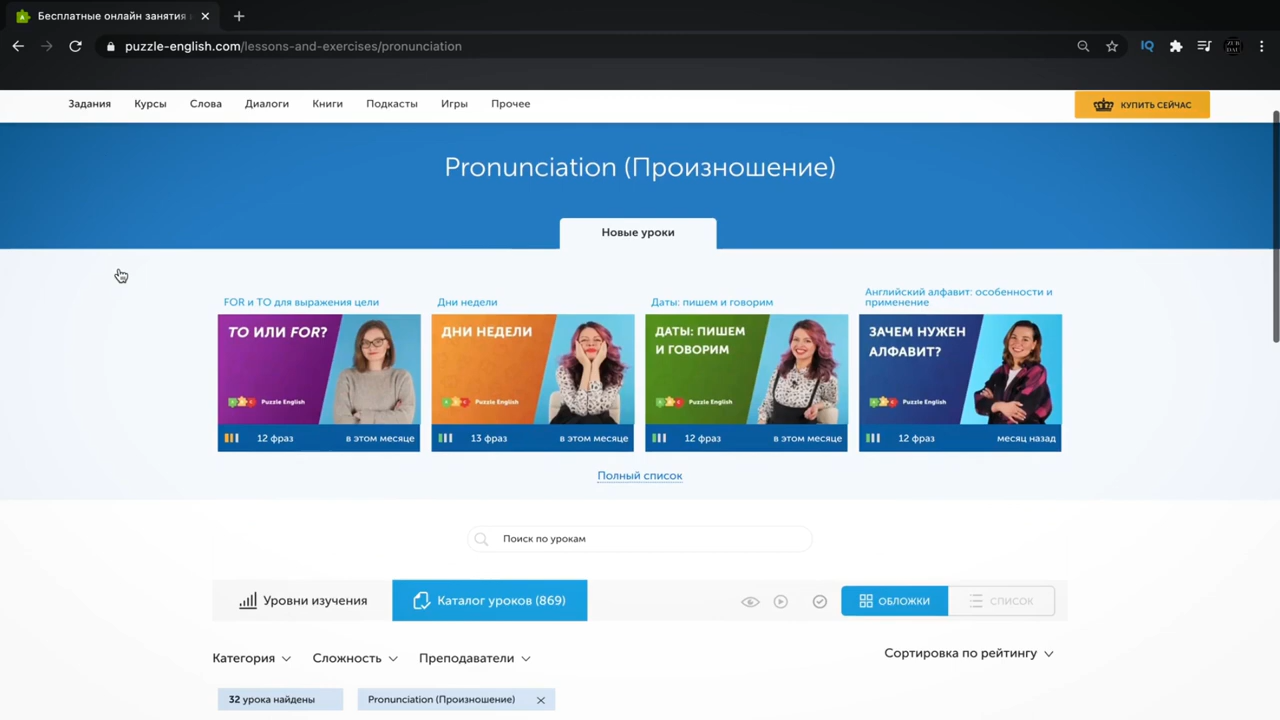 Бесплатные онлайн занятия
puzzle-english.com/lessons-and-exercises/pronunciation
IQ
Задания Курсы Слова Диалоги Книги Подкасты Игры Прочее
КУПИТЬ СЕЙЧАС
Pronunciation (Произношение)
Новые уроки
FOR и TO для выражения цели
TO ИЛИ FOR?
Puzzle English
12 фраз в этом месяце
Дни недели
ДНИ НЕДЕЛИ
Puzzle English
13 фраз в этом месяце
Даты: пишем и говорим
ДАТЫ: ПИШЕМ
И ГОВОРИМ
Puzzle English
12 фраз в этом месяце
Английский алфавит: особенности и
применение
ЗАЧЕМ НУЖЕН
АЛФАВИТ?
Puzzle English
12 фраз месяц назад
Полный список
Поиск по урокам
Уровни изучения Каталог уроков (869) ОБЛОЖКИ СПИСОК
Категория Сложность Преподаватели Сортировка по рейтингу
32 урока найдены Pronunciation (Произношение)